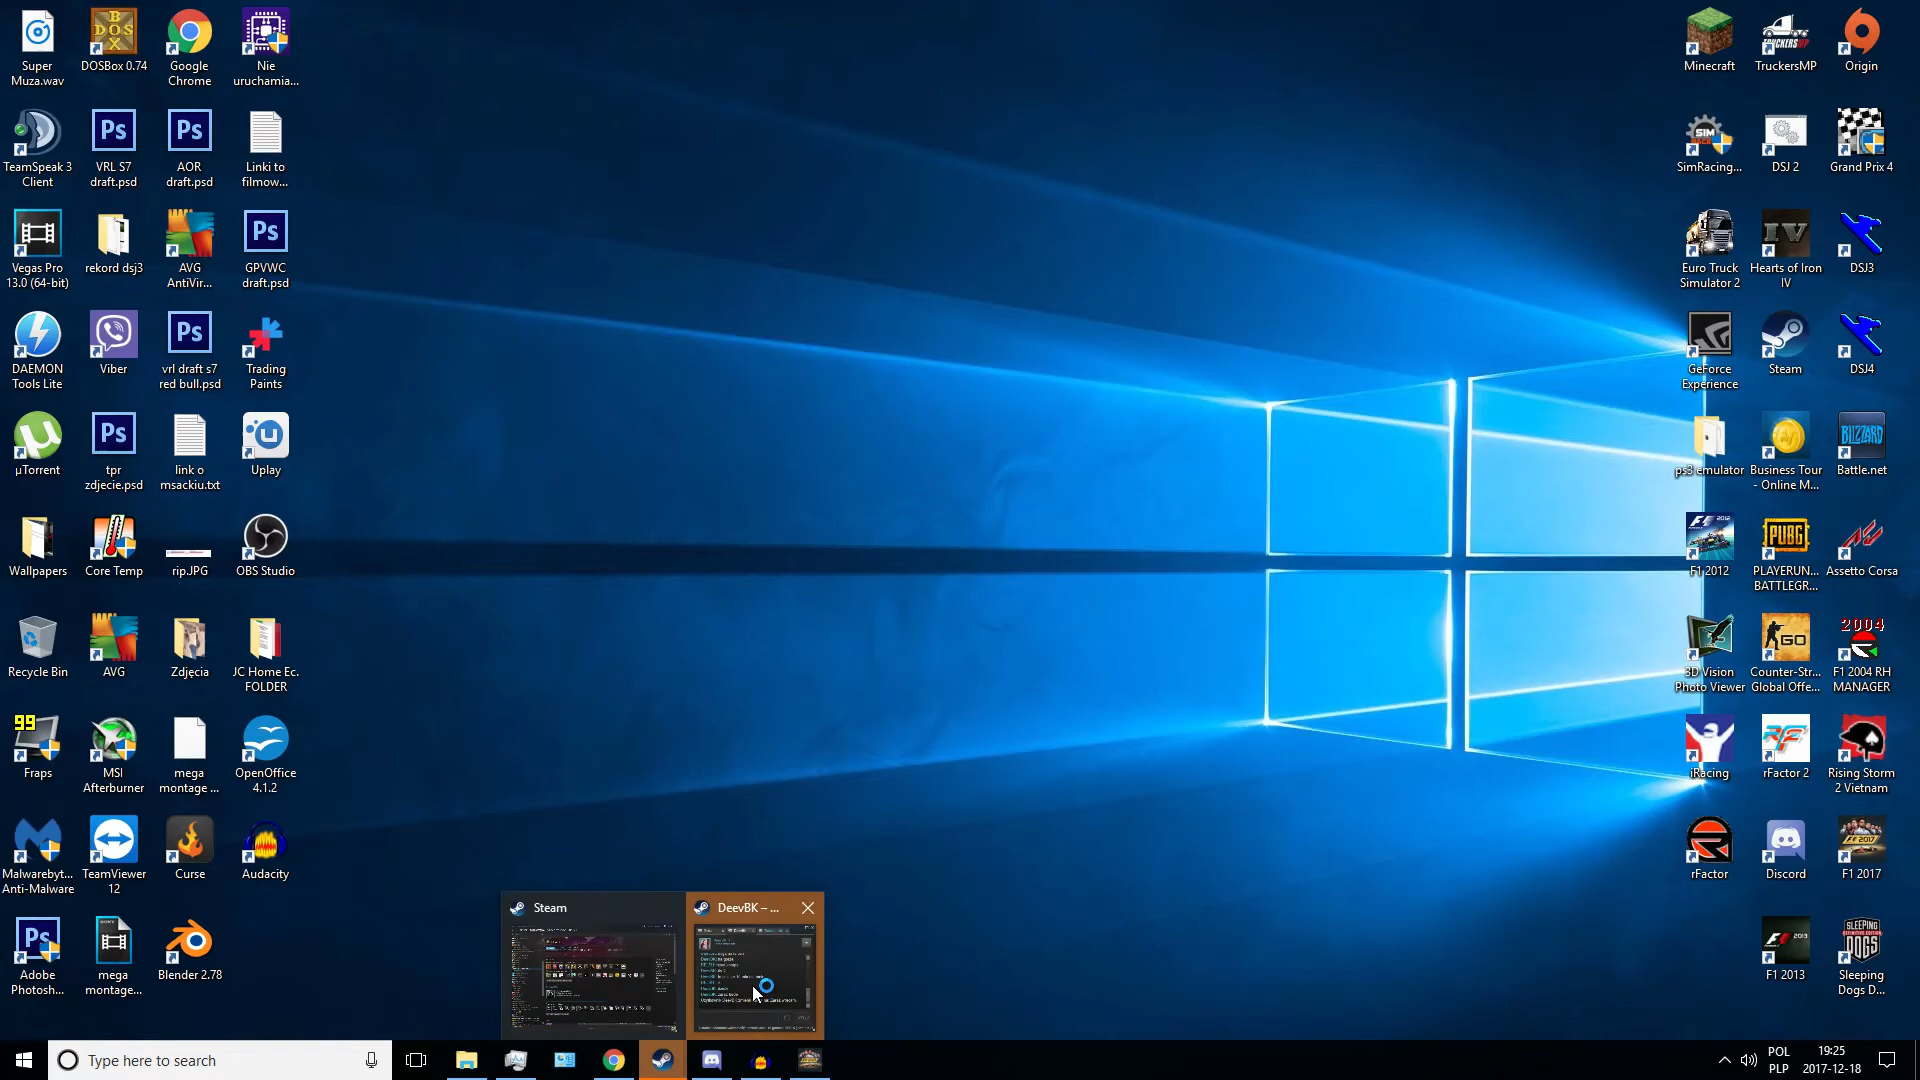 Super
Muza.wav
DOSBox 0.74
Google
Chrome
Nie
uruchamia...
Minecraft
TruckersMP
Origin
TeamSpeak 3
Client
VRL S7
draft.psd
AOR
draft.psd
Linki to
filmow...
SimRacing...
DSJ 2
Grand Prix 4
Vegas Pro
13.0 (64-bit)
rekord dsj3
AVG
AntiVir...
GPVWC
draft.psd
Euro Truck
Simulator 2
Hearts of Iron
IV
DSJ3
DAEMON
Tools Lite
Viber
vrl draft s7
red bull.psd
Trading
Paints
GeForce
Experience
Steam
DSJ4
µTorrent
tpr
zdjecie.psd
link o
msackiu.txt
Uplay
ps3 emulator
Business Tour
- Online M...
Battle.net
Wallpapers
Core Temp
rip.JPG
OBS Studio
F1 2012
PLAYERUN...
BATTLEGR...
Assetto Corsa
Recycle Bin
AVG
Zdjęcia
JC Home Ec.
FOLDER
3D Vision
Photo Viewer
Counter-Str...
Global Offe...
F1 2004 RH
MANAGER
99
Fraps
MSI
Afterburner
mega
montage ...
OpenOffice
4.1.2
iRacing
rFactor 2
Rising Storm
2 Vietnam
Malwarebyt...
Anti-Malware
TeamViewer
12
Curse
Audacity
rFactor
Discord
F1 2017
Adobe
Photosh...
mega
montage...
Blender 2.78
F1 2013
Sleeping
Dogs D...
Steam
DeevBK – ...
Type here to search
POL
PLP
19:25
2017-12-18